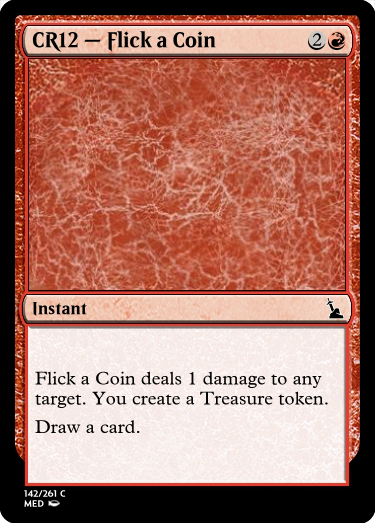 CR12 — Flick a Coin 2
Instant
Flick a Coin deals 1 damage to any
target. You create a Treasure token.
Draw a card.
142/261 C
MED